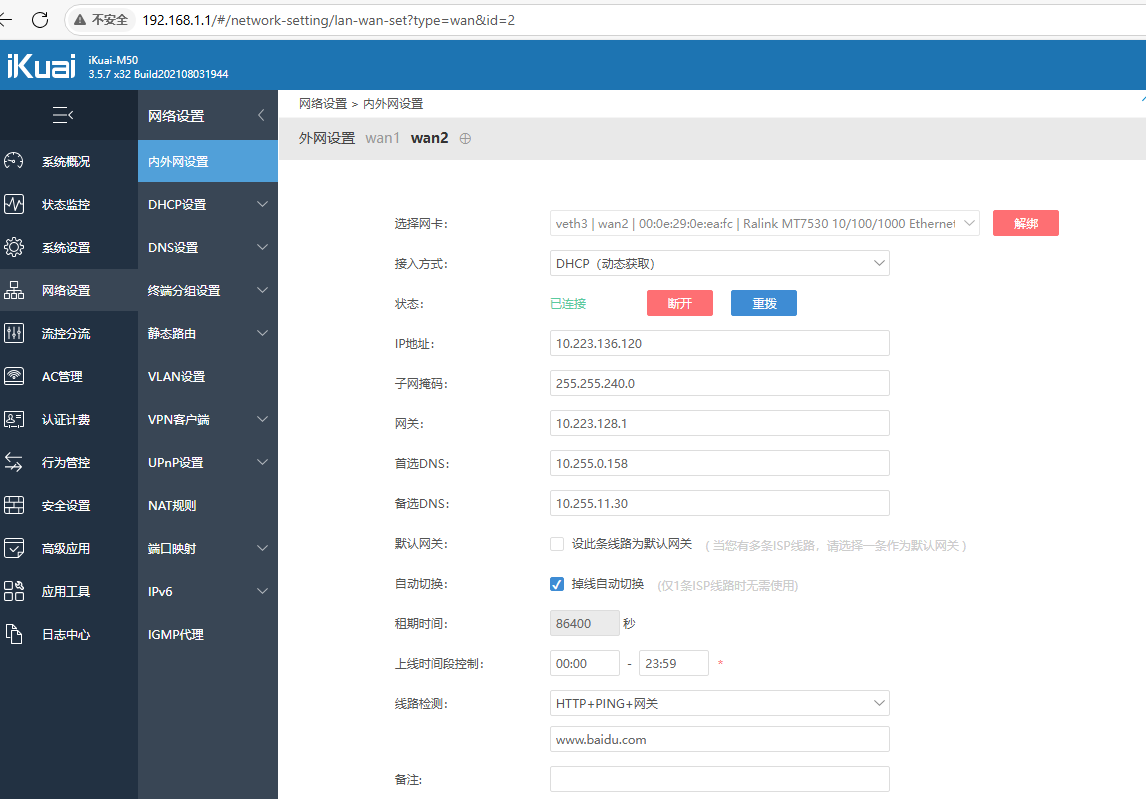 不安全 192.168.1.1/#/network-setting/lan-wan-set?type=wan&id=2
iKuai iKuai-M50
3.5.7 x32 Build202108031944
网络设置
网络设置 > 内外网设置
外网设置 wan1 wan2
系统概况
状态监控
系统设置
网络设置
流控分流
AC管理
认证计费
行为管控
安全设置
高级应用
应用工具
日志中心
内外网设置
DHCP设置
DNS设置
终端分组设置
静态路由
VLAN设置
VPN客户端
UPnP设置
NAT规则
端口映射
IPv6
IGMP代理
选择网卡: veth3 | wan2 | 00:0e:29:0e:ea:fc | Ralink MT7530 10/100/1000 Ethernet 解绑
接入方式: DHCP（动态获取）
状态: 已连接 断开 重拨
IP地址: 10.223.136.120
子网掩码: 255.255.240.0
网关: 10.223.128.1
首选DNS: 10.255.0.158
备选DNS: 10.255.11.30
默认网关: 设此条线路为默认网关 （当您有多条ISP线路，请选择一条作为默认网关）
自动切换: 掉线自动切换 (仅1条ISP线路时无需使用)
租期时间: 86400 秒
上线时间段控制: 00:00 - 23:59 *
线路检测: HTTP+PING+网关
www.baidu.com
备注: